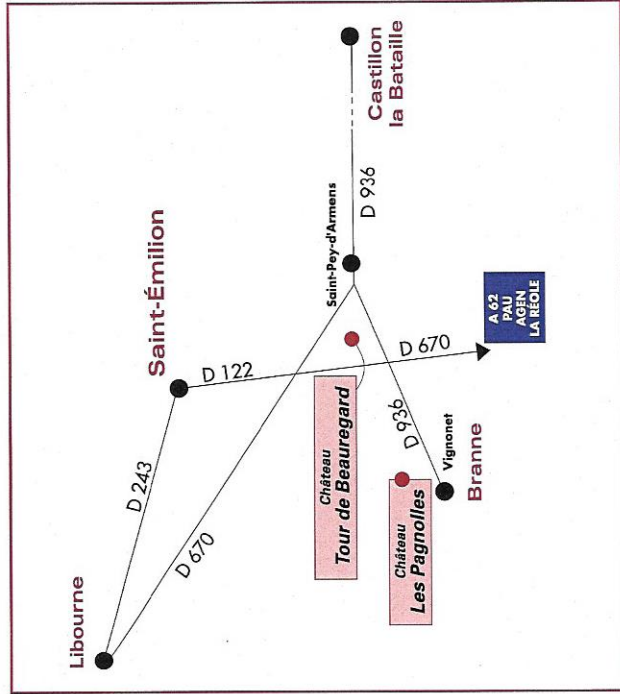 Libourne
D 243
Saint-Émilion
D 670
D 122
Château
Tour de Beauregard
Saint-Pey-d'Armens
D 936
Castillon
la Bataille
Château
Les Pagnolles
D 936
D 670
Vignonet
Branne
A 62
PAU
AGEN
LA RÉOLE